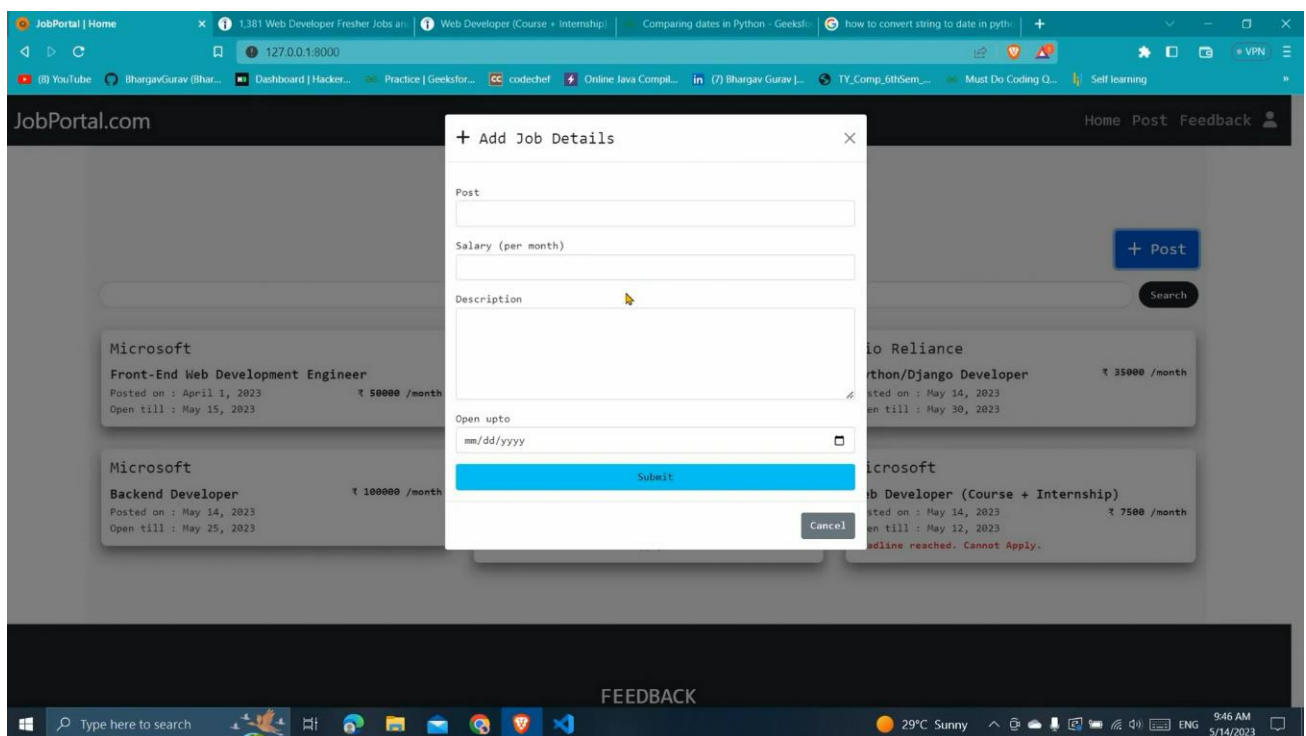 JobPortal | Home
1,381 Web Developer Fresher Jobs an
Web Developer (Course + Internship)
Comparing dates in Python - Geeksfo
how to convert string to date in pyth
127.0.0.1:8000
VPN
(8) YouTube
BhargavGurav (Bhar...
Dashboard | Hacker...
Practice | Geeksfor...
codechef
Online Java Compil...
(7) Bhargav Gurav |...
TY_Comp_6thSem_...
Must Do Coding Q...
Self learning
JobPortal.com
Home Post Feedback
+ Add Job Details
Post
Salary (per month)
Description
Open upto
mm/dd/yyyy
Submit
Cancel
+ Post
Search
Microsoft
Front-End Web Development Engineer
Posted on : April 1, 2023 ₹ 50000 /month
Open till : May 15, 2023
io Reliance
thon/Django Developer ₹ 35000 /month
sted on : May 14, 2023
en till : May 30, 2023
Microsoft
Backend Developer ₹ 100000 /month
Posted on : May 14, 2023
Open till : May 25, 2023
icrosoft
eb Developer (Course + Internship)
sted on : May 14, 2023 ₹ 7500 /month
en till : May 12, 2023
adline reached. Cannot Apply.
FEEDBACK
Type here to search
29°C Sunny
ENG
9:46 AM
5/14/2023